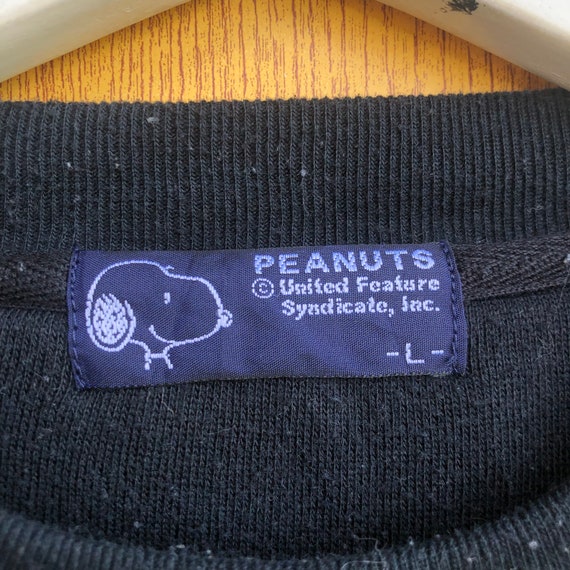 PEANUTS
© United Feature
Syndicate, Inc.
-L-